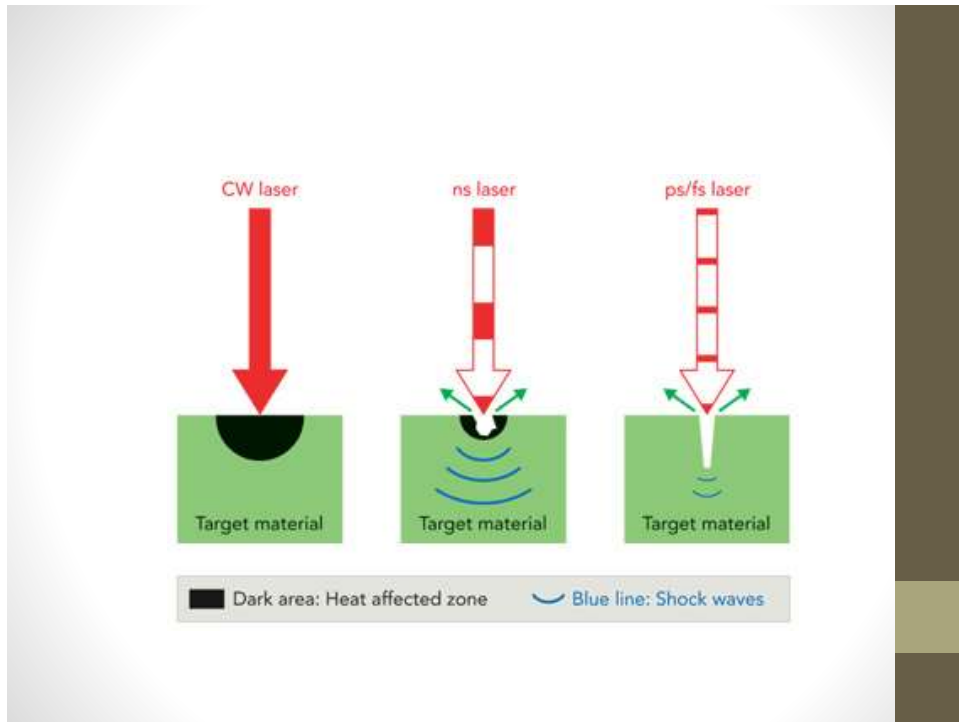 CW laser
ns laser
ps/fs laser
Target material
Target material
Target material
Dark area: Heat affected zone
Blue line: Shock waves